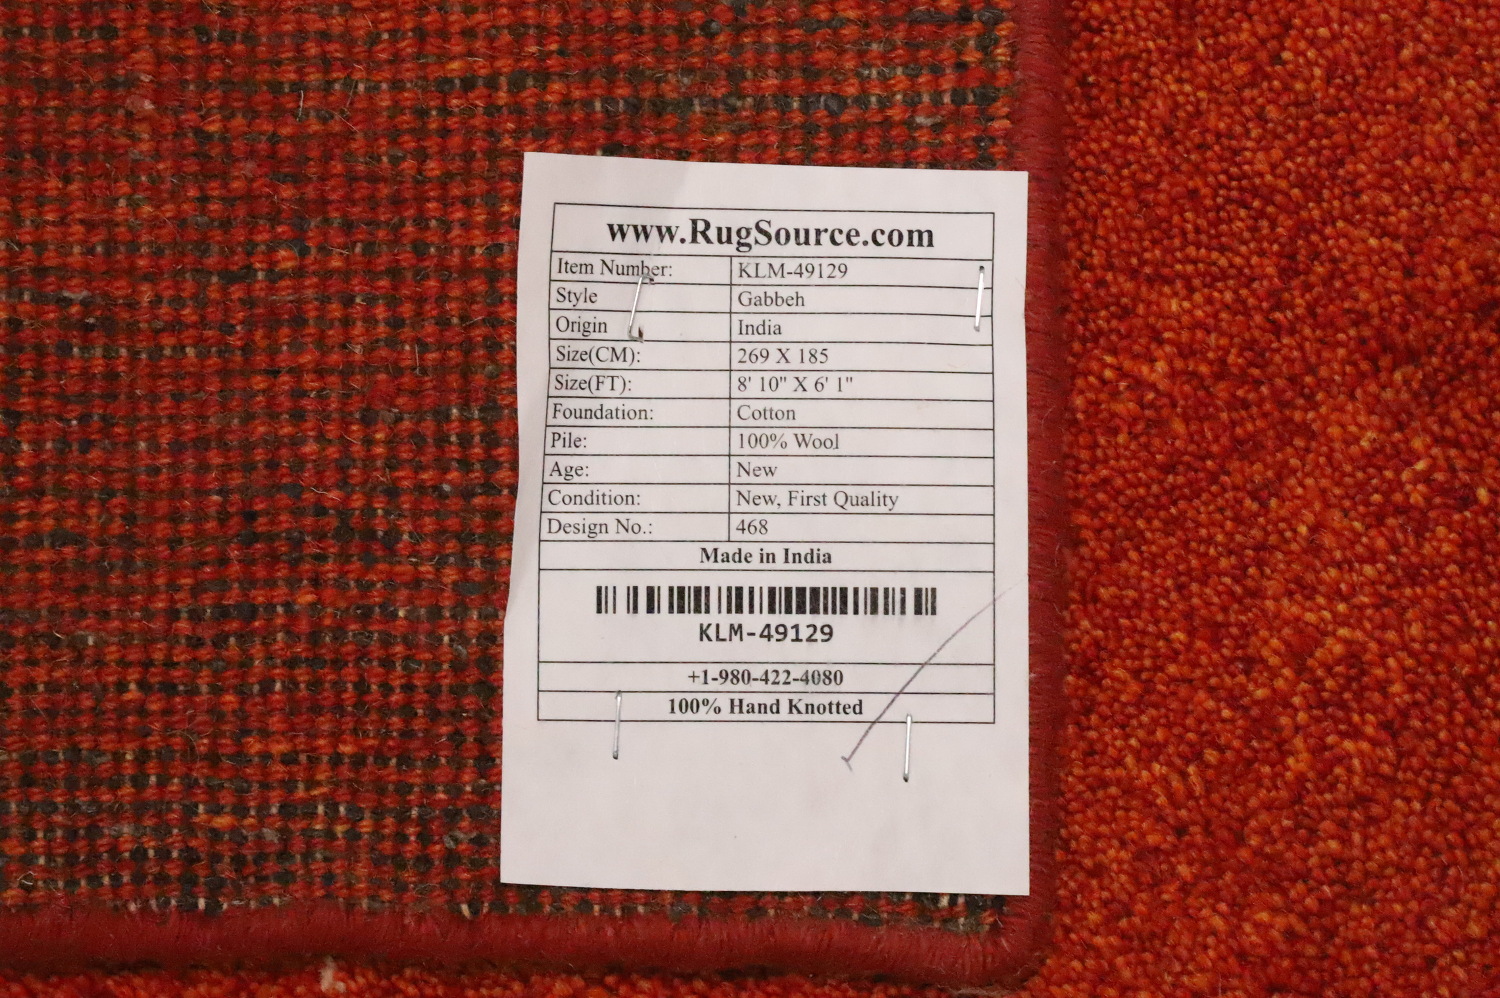 www.RugSource.com
Item Number: KLM-49129
Style Gabbeh
Origin India
Size(CM): 269 X 185
Size(FT): 8' 10" X 6' 1"
Foundation: Cotton
Pile: 100% Wool
Age: New
Condition: New, First Quality
Design No.: 468
Made in India
KLM-49129
+1-980-422-4080
100% Hand Knotted